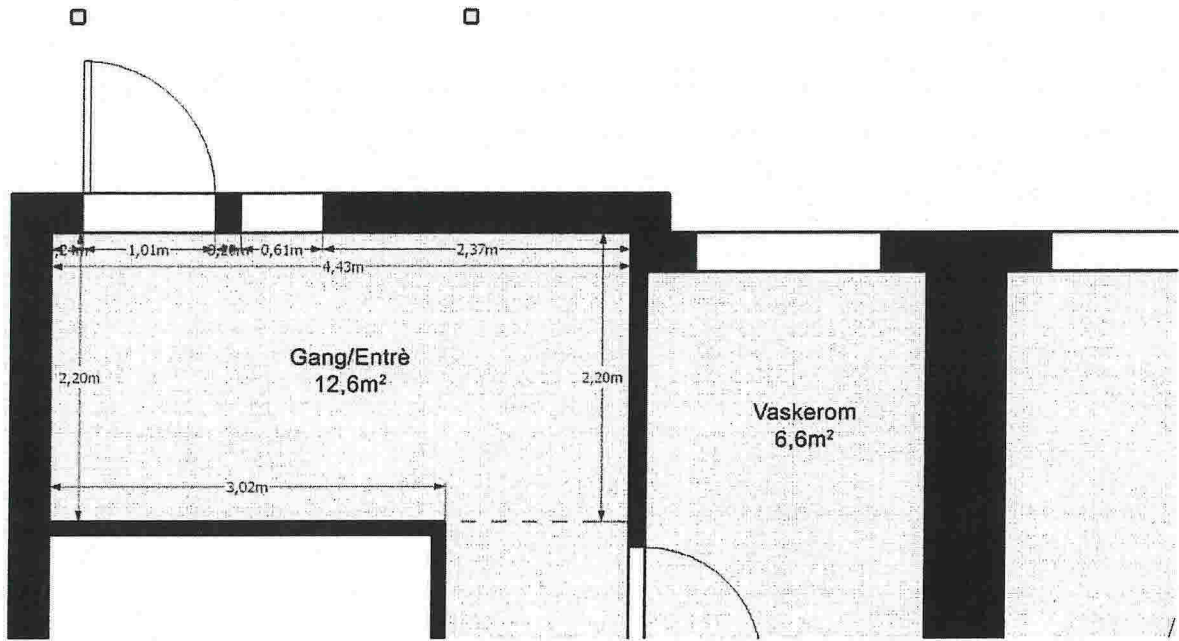 1,01m
0,61m
2,37m
4,43m
Gang/Entrè
12,6m²
2,20m
2,20m
Vaskerom
6,6m²
3,02m